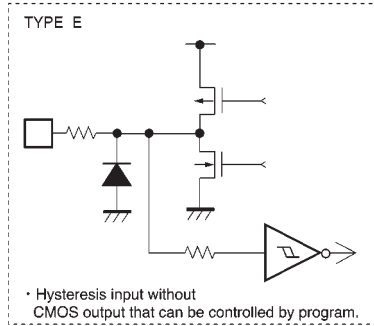 TYPE E
・Hysteresis input without
CMOS output that can be controlled by program.